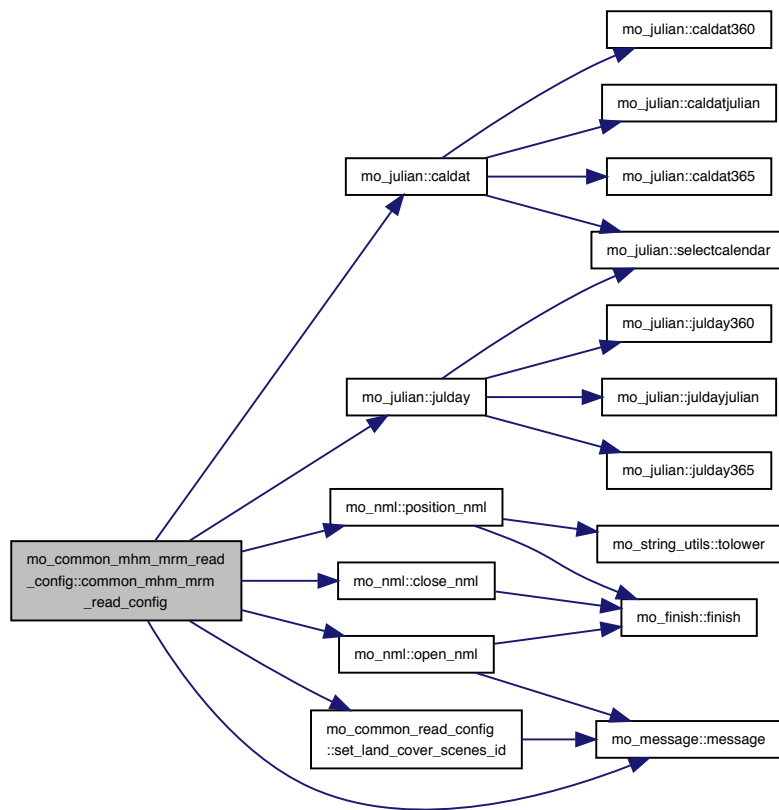 mo_julian::caldat360
mo_julian::caldatjulian
mo_julian::caldat
mo_julian::caldat365
mo_julian::selectcalendar
mo_julian::julday360
mo_julian::julday
mo_julian::juldayjulian
mo_julian::julday365
mo_nml::position_nml
mo_string_utils::tolower
mo_common_mhm_mrm_read
_config::common_mhm_mrm
_read_config
mo_nml::close_nml
mo_finish::finish
mo_nml::open_nml
mo_common_read_config
::set_land_cover_scenes_id
mo_message::message